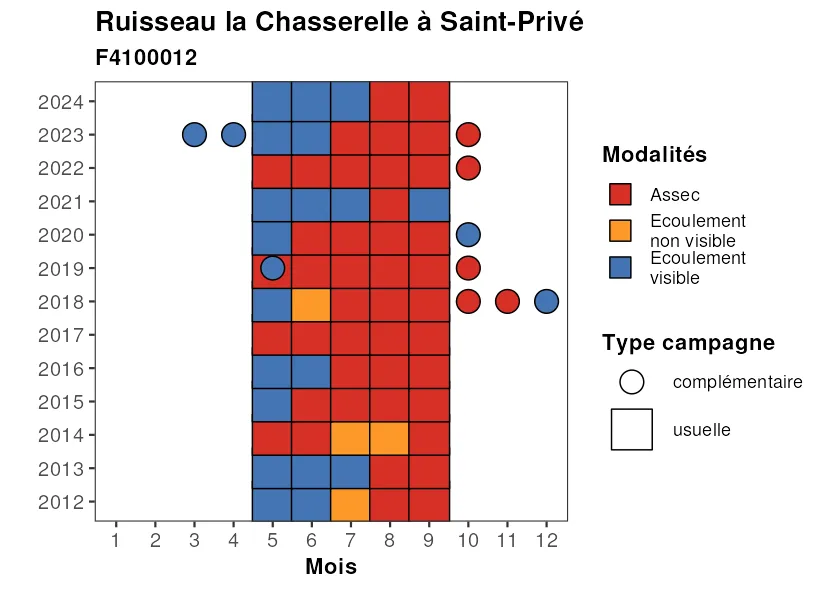 Ruisseau la Chasserelle à Saint-Privé
F4100012
2024
2023
2022
2021
2020
2019
2018
2017
2016
2015
2014
2013
2012
1 2 3 4 5 6 7 8 9 10 11 12
Mois
Modalités
Assec
Ecoulement
non visible
Ecoulement
visible
Type campagne
complémentaire
usuelle